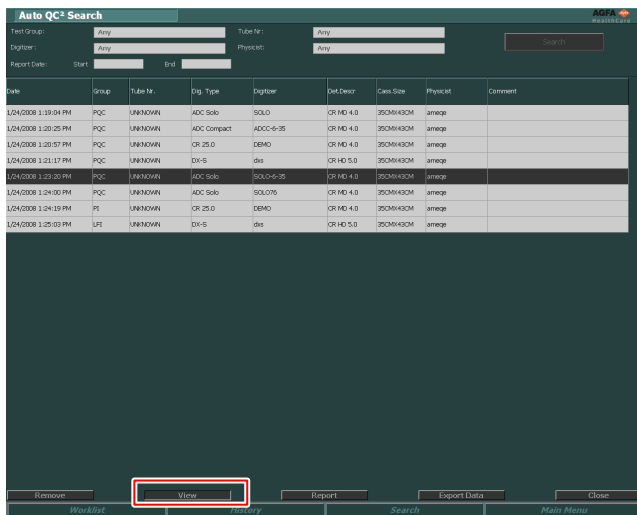 Auto QC² Search
AGFA
HealthCare
Test Group: Any Tube Nr: Any
Digitizer: Any Physicist: Any Search
Report Date: Start End
Date Group Tube Nr. Dig. Type Digitizer Det.Descr Cass.Size Physicist Comment
1/24/2008 1:19:04 PM PQC UNKNOWN ADC Solo SOLO CR MD 4.0 35CMX43CM ameqe
1/24/2008 1:20:25 PM PQC UNKNOWN ADC Compact ADCC-6-35 CR MD 4.0 35CMX43CM ameqe
1/24/2008 1:20:57 PM PQC UNKNOWN CR 25.0 DEMO CR MD 4.0 35CMX43CM ameqe
1/24/2008 1:21:17 PM PQC UNKNOWN DX-S dxs CR HD 5.0 35CMX43CM ameqe
1/24/2008 1:23:20 PM PQC UNKNOWN ADC Solo SOLO-6-35 CR MD 4.0 35CMX43CM ameqe
1/24/2008 1:24:00 PM PQC UNKNOWN ADC Solo SOLO76 CR MD 4.0 35CMX43CM ameqe
1/24/2008 1:24:19 PM PI UNKNOWN CR 25.0 DEMO CR MD 4.0 35CMX43CM ameqe
1/24/2008 1:25:03 PM LFI UNKNOWN DX-S dxs CR HD 5.0 35CMX43CM ameqe
Remove View Report Export Data Close
Worklist History Search Main Menu